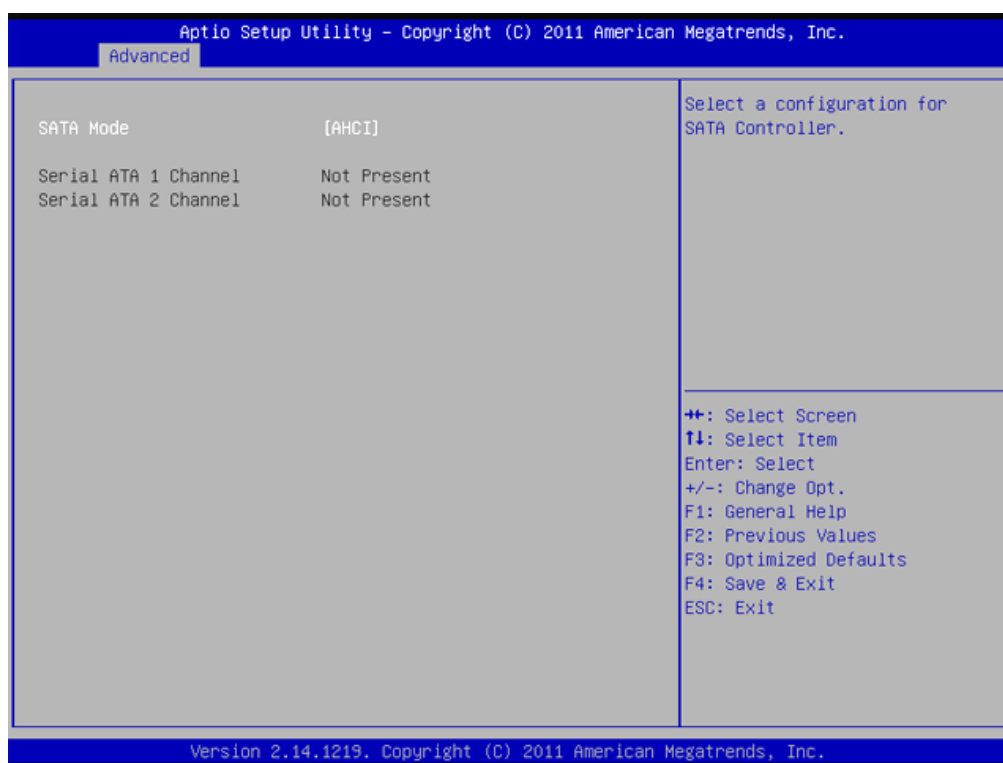 Aptio Setup Utility – Copyright (C) 2011 American Megatrends, Inc.
Advanced
SATA Mode [AHCI]
Serial ATA 1 Channel Not Present
Serial ATA 2 Channel Not Present
Select a configuration for
SATA Controller.
→←: Select Screen
↑↓: Select Item
Enter: Select
+/-: Change Opt.
F1: General Help
F2: Previous Values
F3: Optimized Defaults
F4: Save & Exit
ESC: Exit
Version 2.14.1219. Copyright (C) 2011 American Megatrends, Inc.